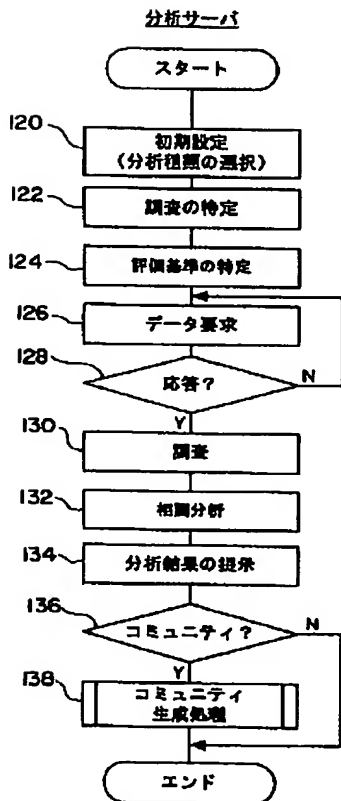 分析サーバ
スタート
120
初期設定
(分析種類の選択)
122
調査の特定
124
評価基準の特定
126
データ要求
128
応答?
N
Y
130
調査
132
相関分析
134
分析結果の提示
136
コミュニティ?
N
Y
138
コミュニティ
生成処理
エンド